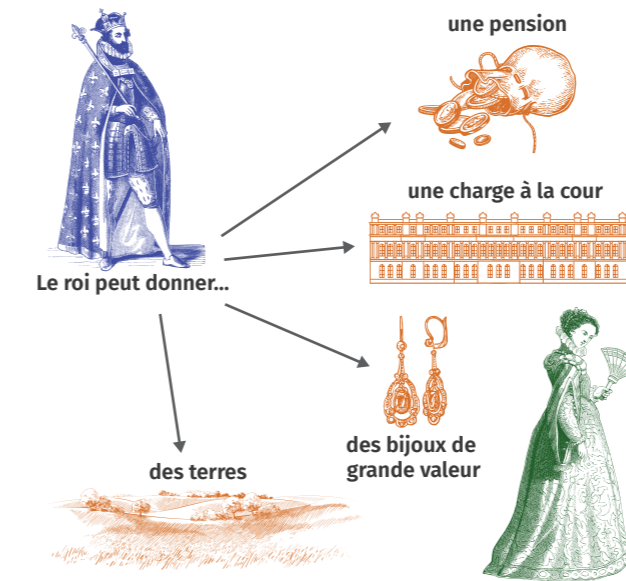 une pension
une charge à la cour
Le roi peut donner...
des bijoux de
grande valeur
des terres